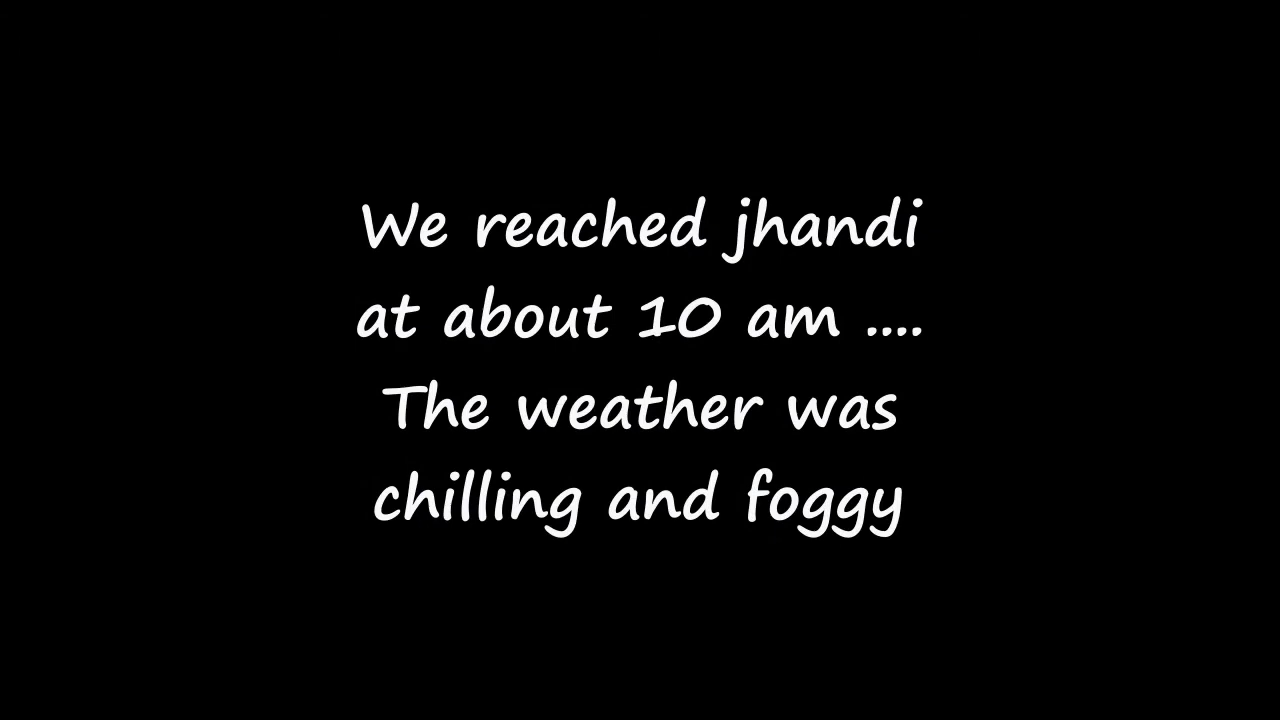 We reached jhandi
at about 10 am ....
The weather was
chilling and foggy